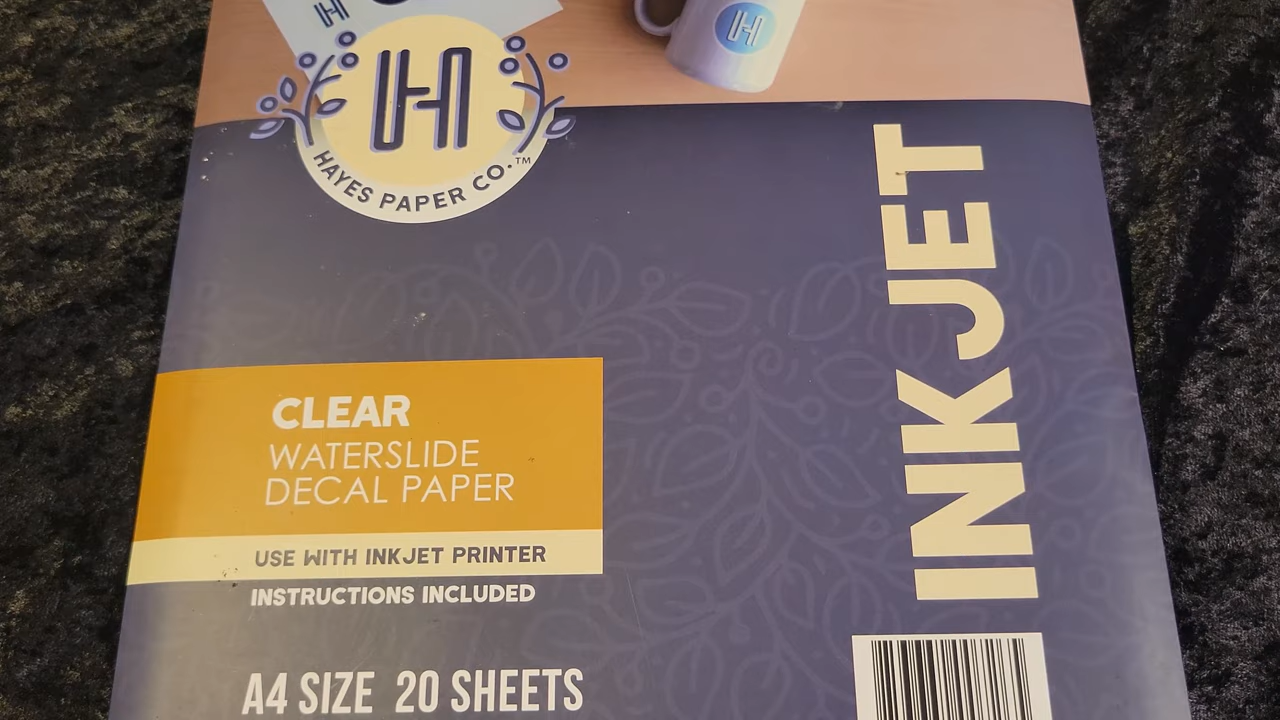 H
H
H
HAYES PAPER CO.™
INKJET
CLEAR
WATERSLIDE
DECAL PAPER
USE WITH INKJET PRINTER
INSTRUCTIONS INCLUDED
A4 SIZE 20 SHEETS